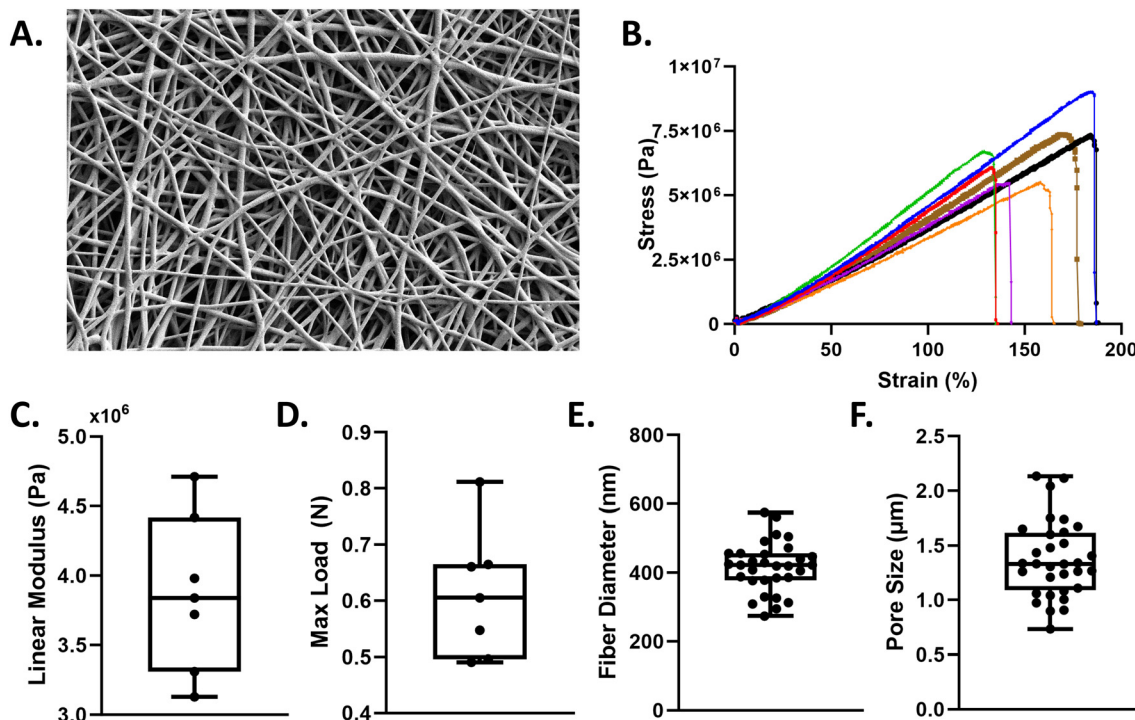 A.
B.
1×10⁷
7.5×10⁶
5.0×10⁶
2.5×10⁶
0
Stress (Pa)
0 50 100 150 200
Strain (%)
C.
x10⁶
5.0
4.5
4.0
3.5
3.0
Linear Modulus (Pa)
D.
0.9
0.8
0.7
0.6
0.5
0.4
Max Load (N)
E.
800
600
400
200
0
Fiber Diameter (nm)
F.
2.5
2.0
1.5
1.0
0.5
0.0
Pore Size (μm)